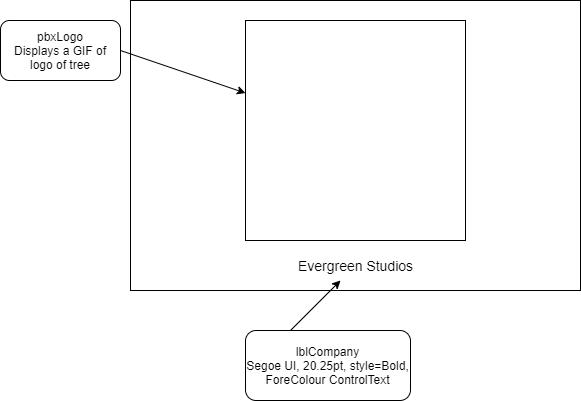 pbxLogo
Displays a GIF of
logo of tree
Evergreen Studios
lblCompany
Segoe UI, 20.25pt, style=Bold,
ForeColour ControlText